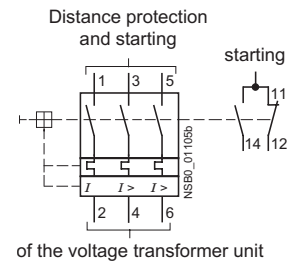 Distance protection
and starting
starting
1 3 5
11
14 12
NSB0_01105b
I I > I >
2 4 6
of the voltage transformer unit